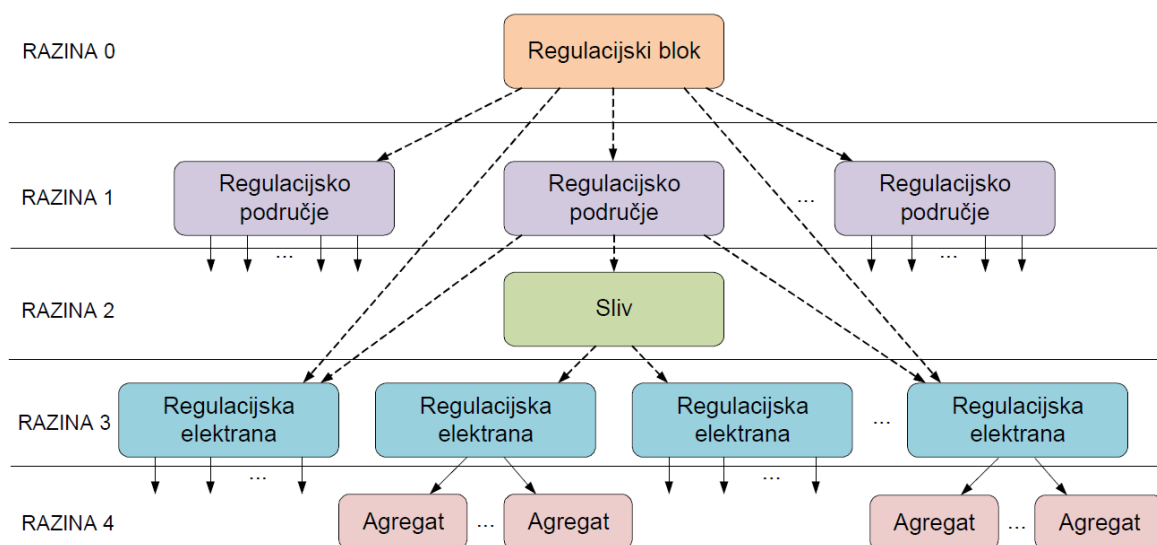 RAZINA 0
Regulacijski blok
RAZINA 1
Regulacijsko
područje
Regulacijsko
područje
...
Regulacijsko
područje
...
...
RAZINA 2
Sliv
RAZINA 3
Regulacijska
elektrana
Regulacijska
elektrana
Regulacijska
elektrana
...
Regulacijska
elektrana
...
...
RAZINA 4
Agregat
...
Agregat
Agregat
...
Agregat